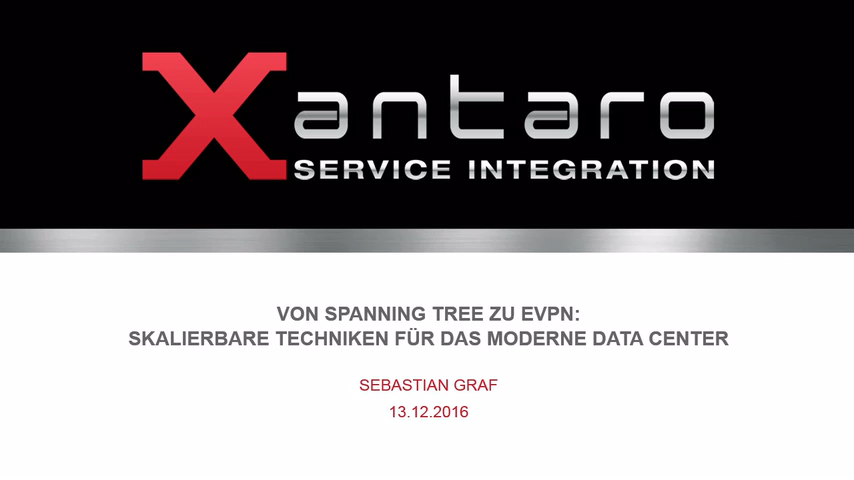 Xantaro
SERVICE INTEGRATION
VON SPANNING TREE ZU EVPN:
SKALIERBARE TECHNIKEN FÜR DAS MODERNE DATA CENTER
SEBASTIAN GRAF
13.12.2016